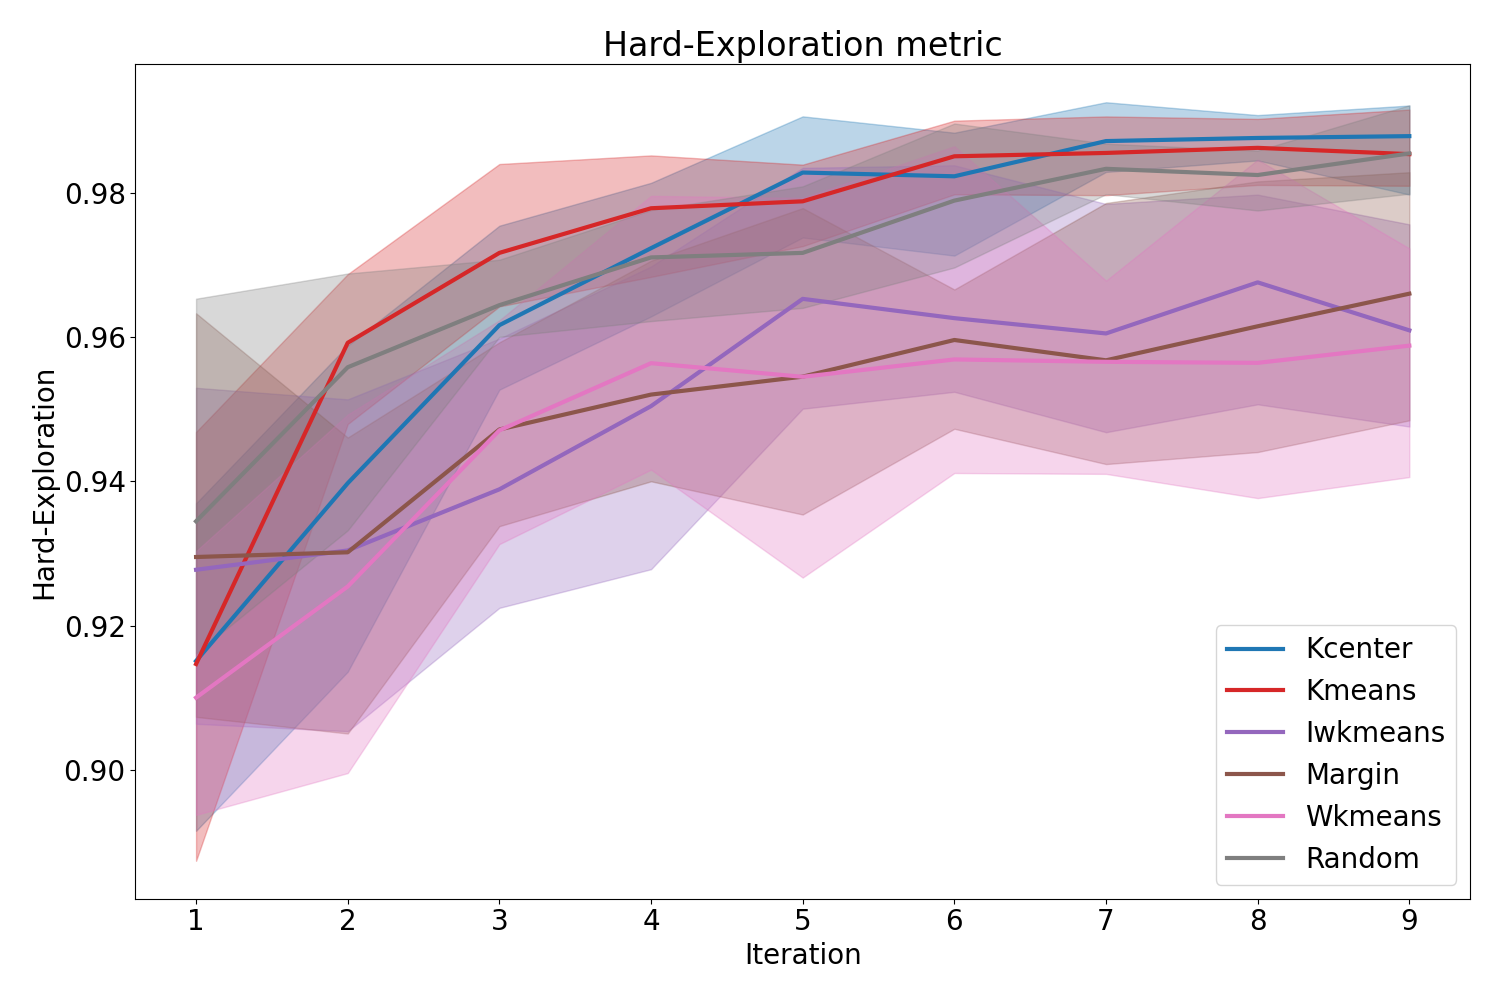 Hard-Exploration metric
Hard-Exploration
0.98
0.96
0.94
0.92
0.90
1 2 3 4 5 6 7 8 9
Iteration
Kcenter
Kmeans
Iwkmeans
Margin
Wkmeans
Random